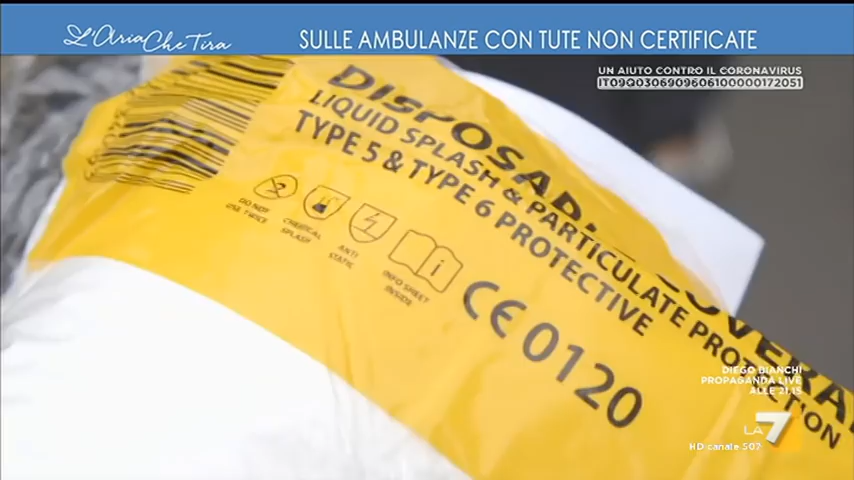 L'Aria Che Tira
SULLE AMBULANZE CON TUTE NON CERTIFICATE
UN AIUTO CONTRO IL CORONAVIRUS
IT09Q0306909606100000172051
DISPOSABLE COVERALL
LIQUID SPLASH & PARTICULATE PROTECTION
TYPE 5 & TYPE 6 PROTECTIVE
DO NOT
USE TWICE
CHEMICAL
SPLASH
ANTI
STATIC
INFO SHEET
INSIDE
CE 0120
DIEGO BIANCHI
PROPAGANDA LIVE
ALLE 21.15
LA7
HD canale 507